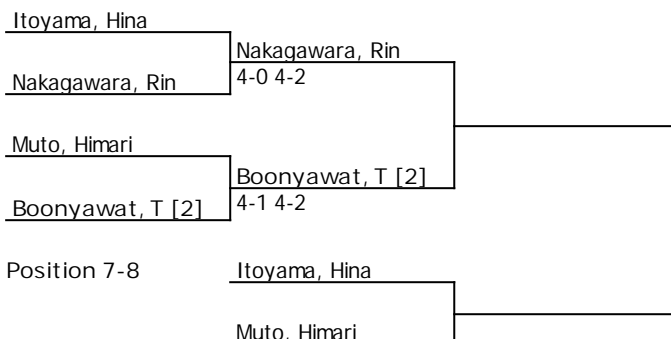 Itoyama, Hina
Nakagawara, Rin
Nakagawara, Rin
4-0 4-2
Muto, Himari
Boonyawat, T [2]
Boonyawat, T [2]
4-1 4-2
Position 7-8
Itoyama, Hina
Muto, Himari